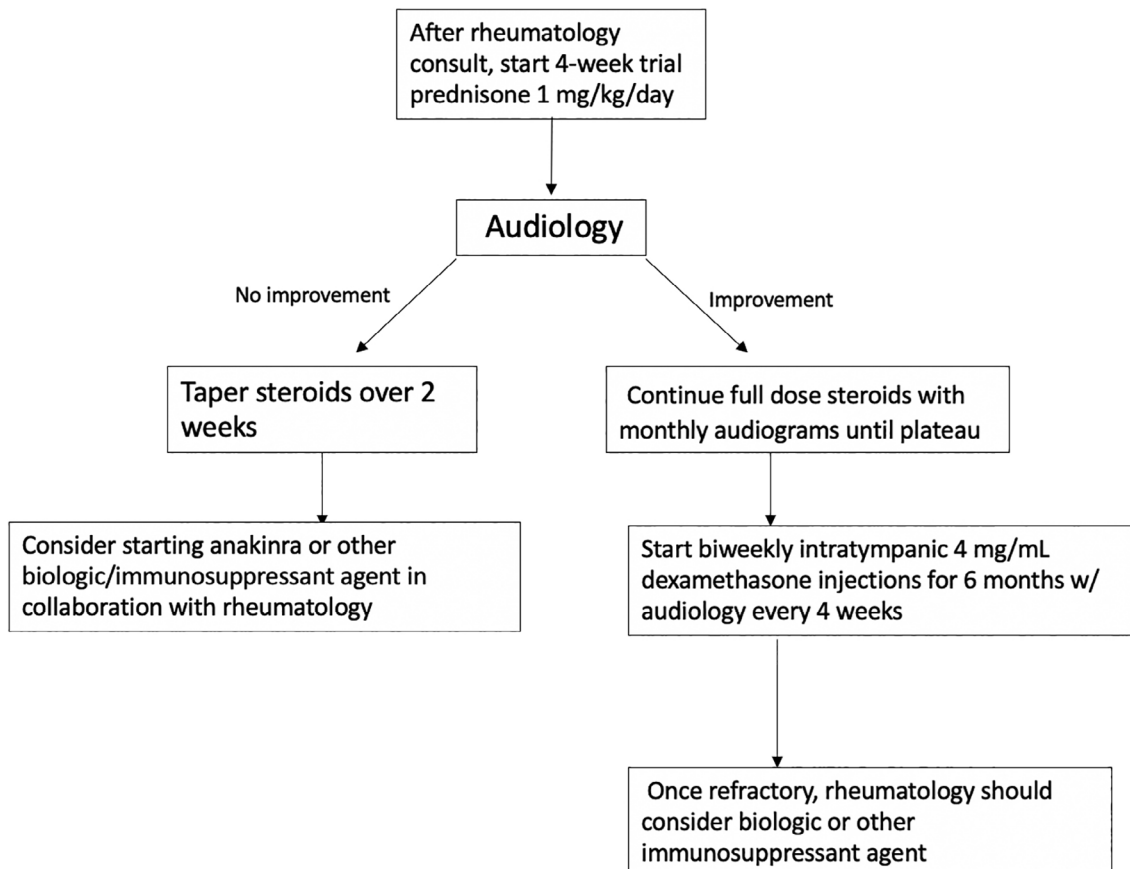 After rheumatology
consult, start 4-week trial
prednisone 1 mg/kg/day
Audiology
No improvement
Improvement
Taper steroids over 2
weeks
Continue full dose steroids with
monthly audiograms until plateau
Consider starting anakinra or other
biologic/immunosuppressant agent in
collaboration with rheumatology
Start biweekly intratympanic 4 mg/mL
dexamethasone injections for 6 months w/
audiology every 4 weeks
Once refractory, rheumatology should
consider biologic or other
immunosuppressant agent